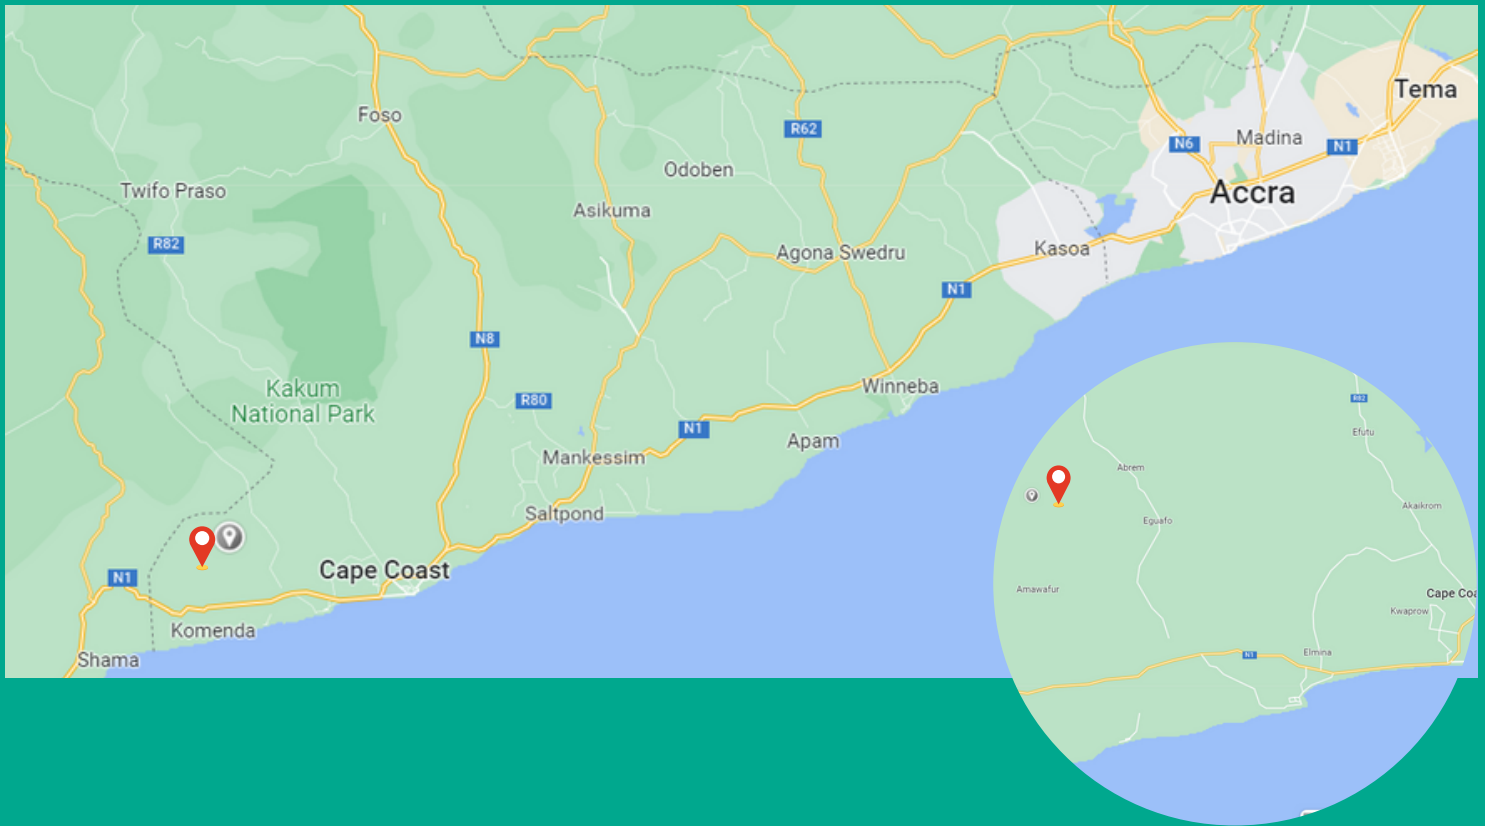 Tema
Foso
R62
N6
Madina
N1
Odoben
Twifo Praso
Accra
Asikuma
R82
Agona Swedru
Kasoa
N1
N8
Kakum
National Park
R80
Winneba
N1
Apam
Mankessim
Saltpond
Cape Coast
N1
Komenda
Shama
R82
Efutu
Abrem
Akaikrom
Eguafo
Amawafur
Cape Coa
Kwaprow
Elmina
N1